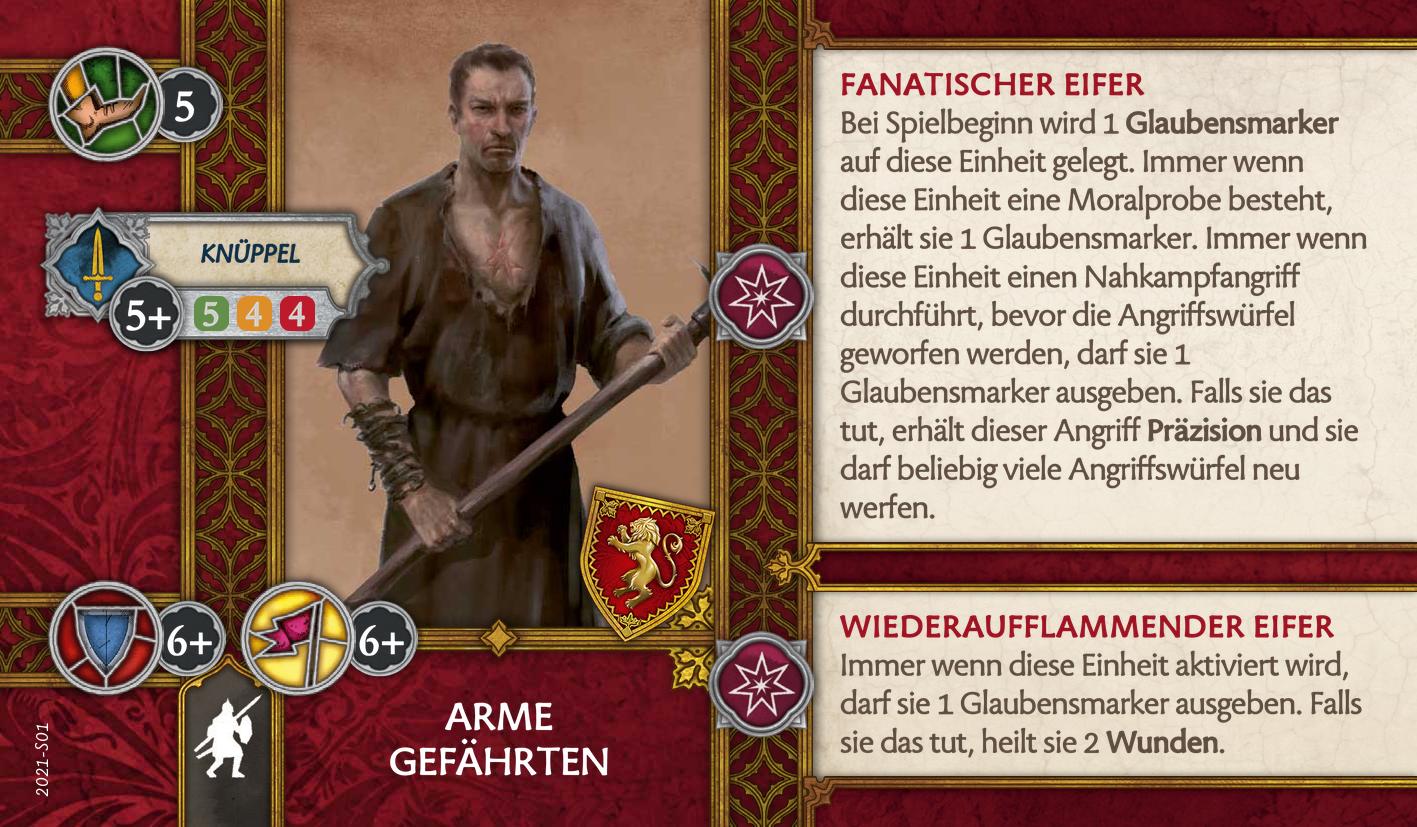 5
KNÜPPEL
5+ 5 4 4
6+ 6+
ARME
GEFÄHRTEN
2021-S01
FANATISCHER EIFER
Bei Spielbeginn wird 1 Glaubensmarker
auf diese Einheit gelegt. Immer wenn
diese Einheit eine Moralprobe besteht,
erhält sie 1 Glaubensmarker. Immer wenn
diese Einheit einen Nahkampfangriff
durchführt, bevor die Angriffswürfel
geworfen werden, darf sie 1
Glaubensmarker ausgeben. Falls sie das
tut, erhält dieser Angriff Präzision und sie
darf beliebig viele Angriffswürfel neu
werfen.
WIEDERAUFFLAMMENDER EIFER
Immer wenn diese Einheit aktiviert wird,
darf sie 1 Glaubensmarker ausgeben. Falls
sie das tut, heilt sie 2 Wunden.